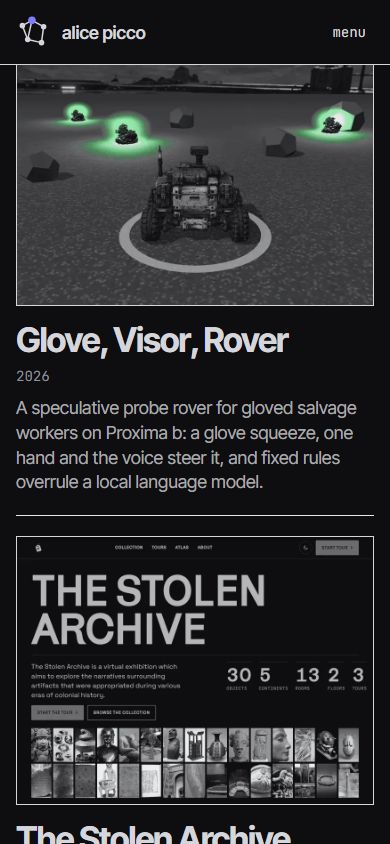 alice picco
menu
Glove, Visor, Rover
2026
A speculative probe rover for gloved salvage
workers on Proxima b: a glove squeeze, one
hand and the voice steer it, and fixed rules
overrule a local language model.
COLLECTION TOURS ATLAS ABOUT
START TOUR
THE STOLEN
ARCHIVE
The Stolen Archive is a virtual exhibition which
aims to explore the narratives surrounding
artifacts that were appropriated during various
eras of colonial history.
30 5 13 2 3
OBJECTS CONTINENTS ROOMS FLOORS TOURS
START THE TOUR BROWSE THE COLLECTION
The Stolen Archive